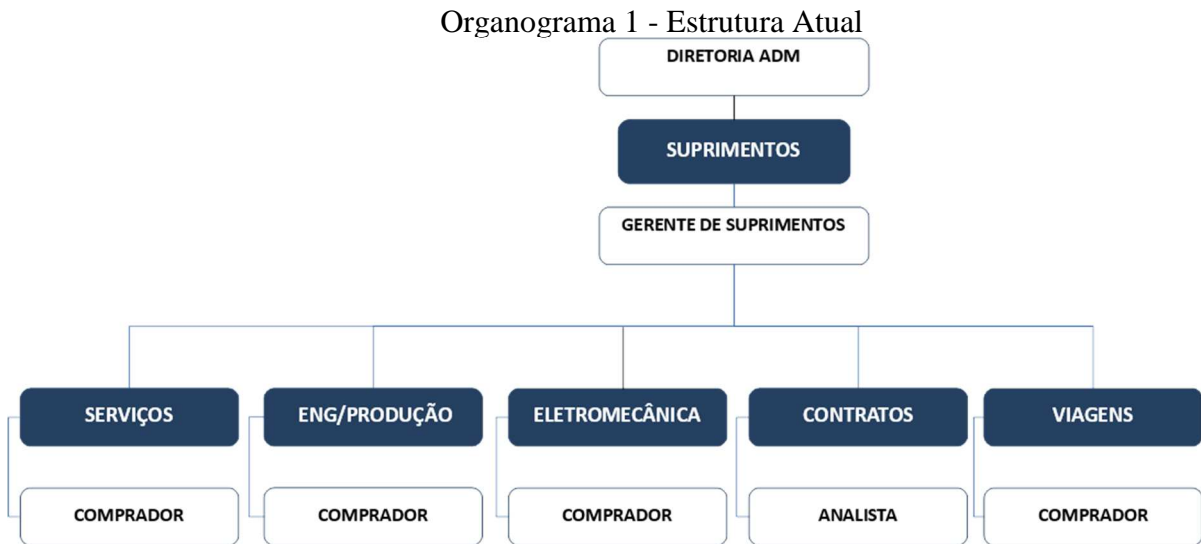 Organograma 1 - Estrutura Atual
DIRETORIA ADM
SUPRIMENTOS
GERENTE DE SUPRIMENTOS
SERVIÇOS
ENG/PRODUÇÃO
ELETROMECÂNICA
CONTRATOS
VIAGENS
COMPRADOR
COMPRADOR
COMPRADOR
ANALISTA
COMPRADOR